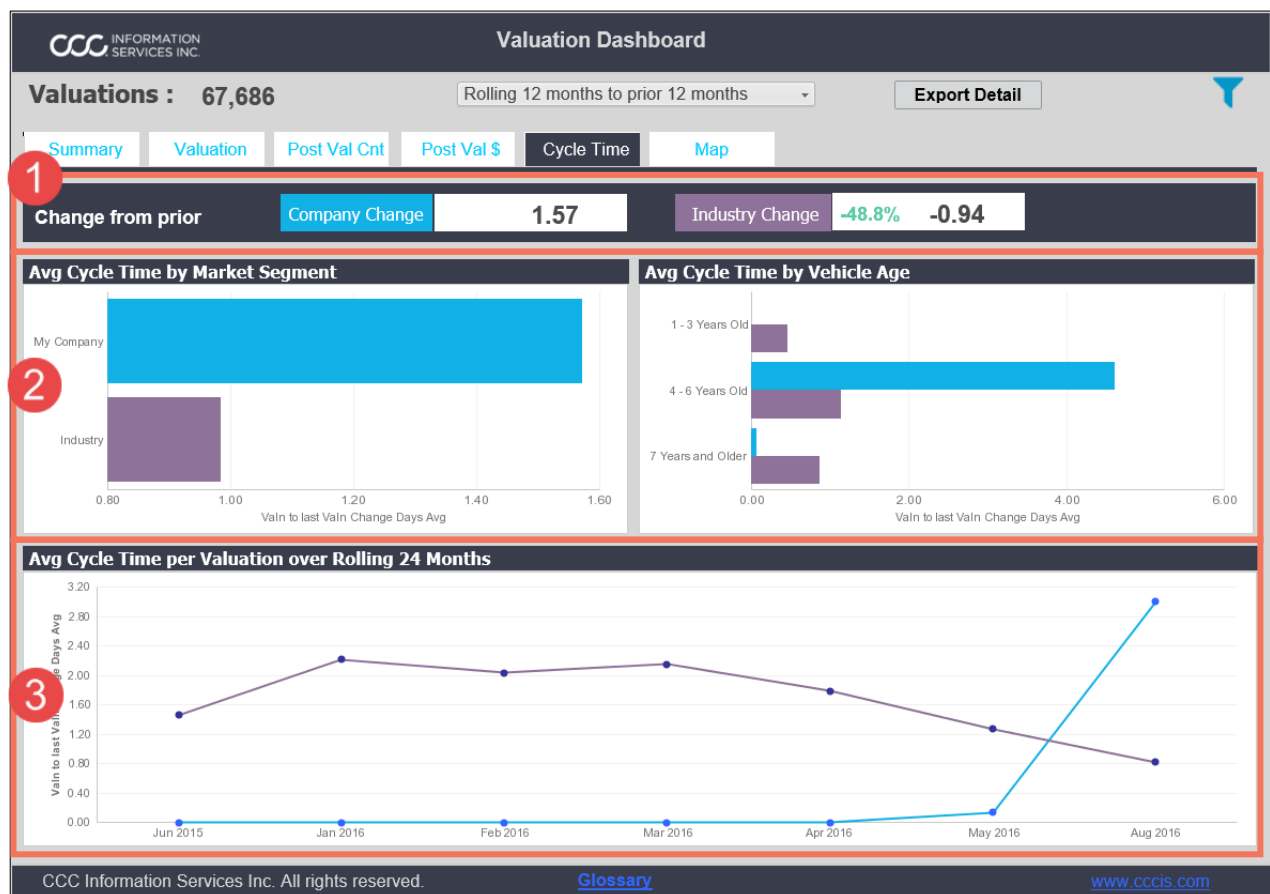 CCC INFORMATION SERVICES INC.
Valuation Dashboard
Valuations : 67,686
Rolling 12 months to prior 12 months
Export Detail
Summary
Valuation
Post Val Cnt
Post Val $
Cycle Time
Map
1
Change from prior
Company Change
1.57
Industry Change
-48.8%
-0.94
Avg Cycle Time by Market Segment
My Company
Industry
0.80 1.00 1.20 1.40 1.60
Valn to last Valn Change Days Avg
2
Avg Cycle Time by Vehicle Age
1 - 3 Years Old
4 - 6 Years Old
7 Years and Older
0.00 2.00 4.00 6.00
Valn to last Valn Change Days Avg
Avg Cycle Time per Valuation over Rolling 24 Months
3.20
2.80
2.40
2.00
1.60
1.20
0.80
0.40
0.00
Valn to last Valn Change Days Avg
3
Jun 2015 Jan 2016 Feb 2016 Mar 2016 Apr 2016 May 2016 Aug 2016
CCC Information Services Inc. All rights reserved.
Glossary
www.cccis.com